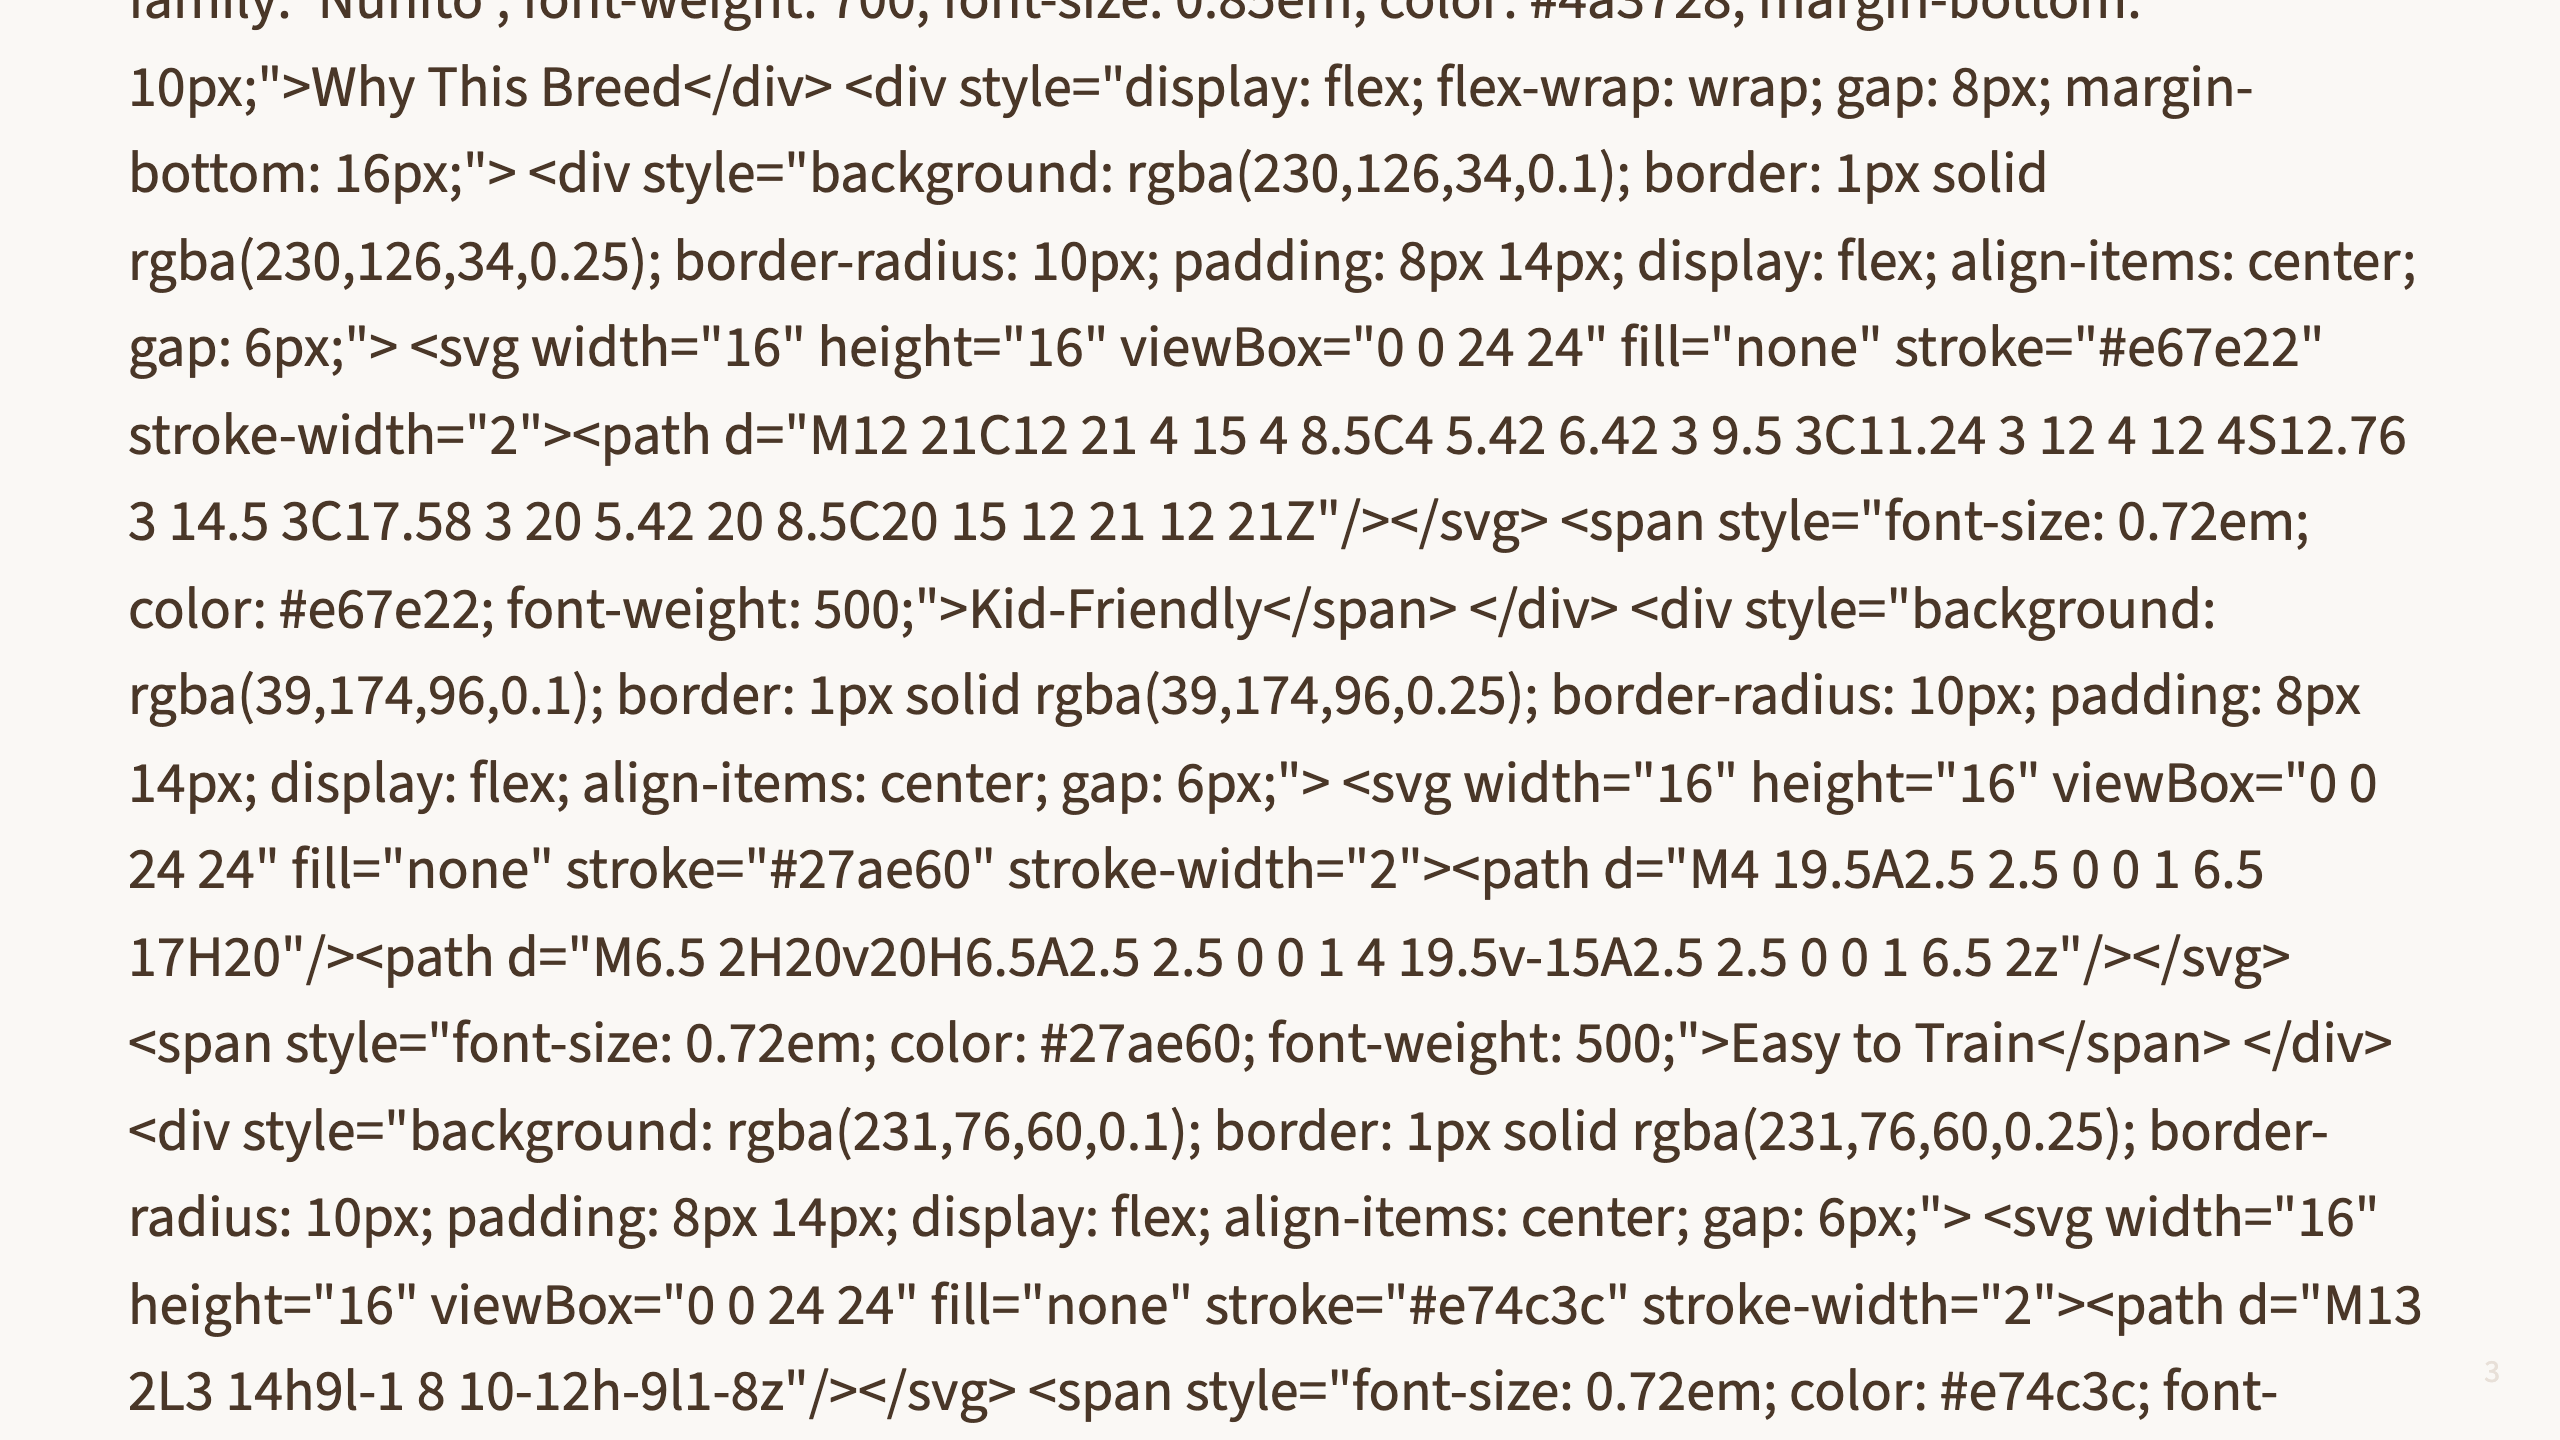 family: 'Nunito'; font-weight: 700; font-size: 0.85em; color: #4a3728; margin-bottom:
10px;">Why This Breed</div> <div style="display: flex; flex-wrap: wrap; gap: 8px; margin-
bottom: 16px;"> <div style="background: rgba(230,126,34,0.1); border: 1px solid
rgba(230,126,34,0.25); border-radius: 10px; padding: 8px 14px; display: flex; align-items: center;
gap: 6px;"> <svg width="16" height="16" viewBox="0 0 24 24" fill="none" stroke="#e67e22"
stroke-width="2"><path d="M12 21C12 21 4 15 4 8.5C4 5.42 6.42 3 9.5 3C11.24 3 12 4 12 4S12.76
3 14.5 3C17.58 3 20 5.42 20 8.5C20 15 12 21 12 21Z"/></svg> <span style="font-size: 0.72em;
color: #e67e22; font-weight: 500;">Kid-Friendly</span> </div> <div style="background:
rgba(39,174,96,0.1); border: 1px solid rgba(39,174,96,0.25); border-radius: 10px; padding: 8px
14px; display: flex; align-items: center; gap: 6px;"> <svg width="16" height="16" viewBox="0 0
24 24" fill="none" stroke="#27ae60" stroke-width="2"><path d="M4 19.5A2.5 2.5 0 0 1 6.5
17H20"/><path d="M6.5 2H20v20H6.5A2.5 2.5 0 0 1 4 19.5v-15A2.5 2.5 0 0 1 6.5 2z"/></svg>
<span style="font-size: 0.72em; color: #27ae60; font-weight: 500;">Easy to Train</span> </div>
<div style="background: rgba(231,76,60,0.1); border: 1px solid rgba(231,76,60,0.25); border-
radius: 10px; padding: 8px 14px; display: flex; align-items: center; gap: 6px;"> <svg width="16"
height="16" viewBox="0 0 24 24" fill="none" stroke="#e74c3c" stroke-width="2"><path d="M13
2L3 14h9l-1 8 10-12h-9l1-8z"/></svg> <span style="font-size: 0.72em; color: #e74c3c; font-
3